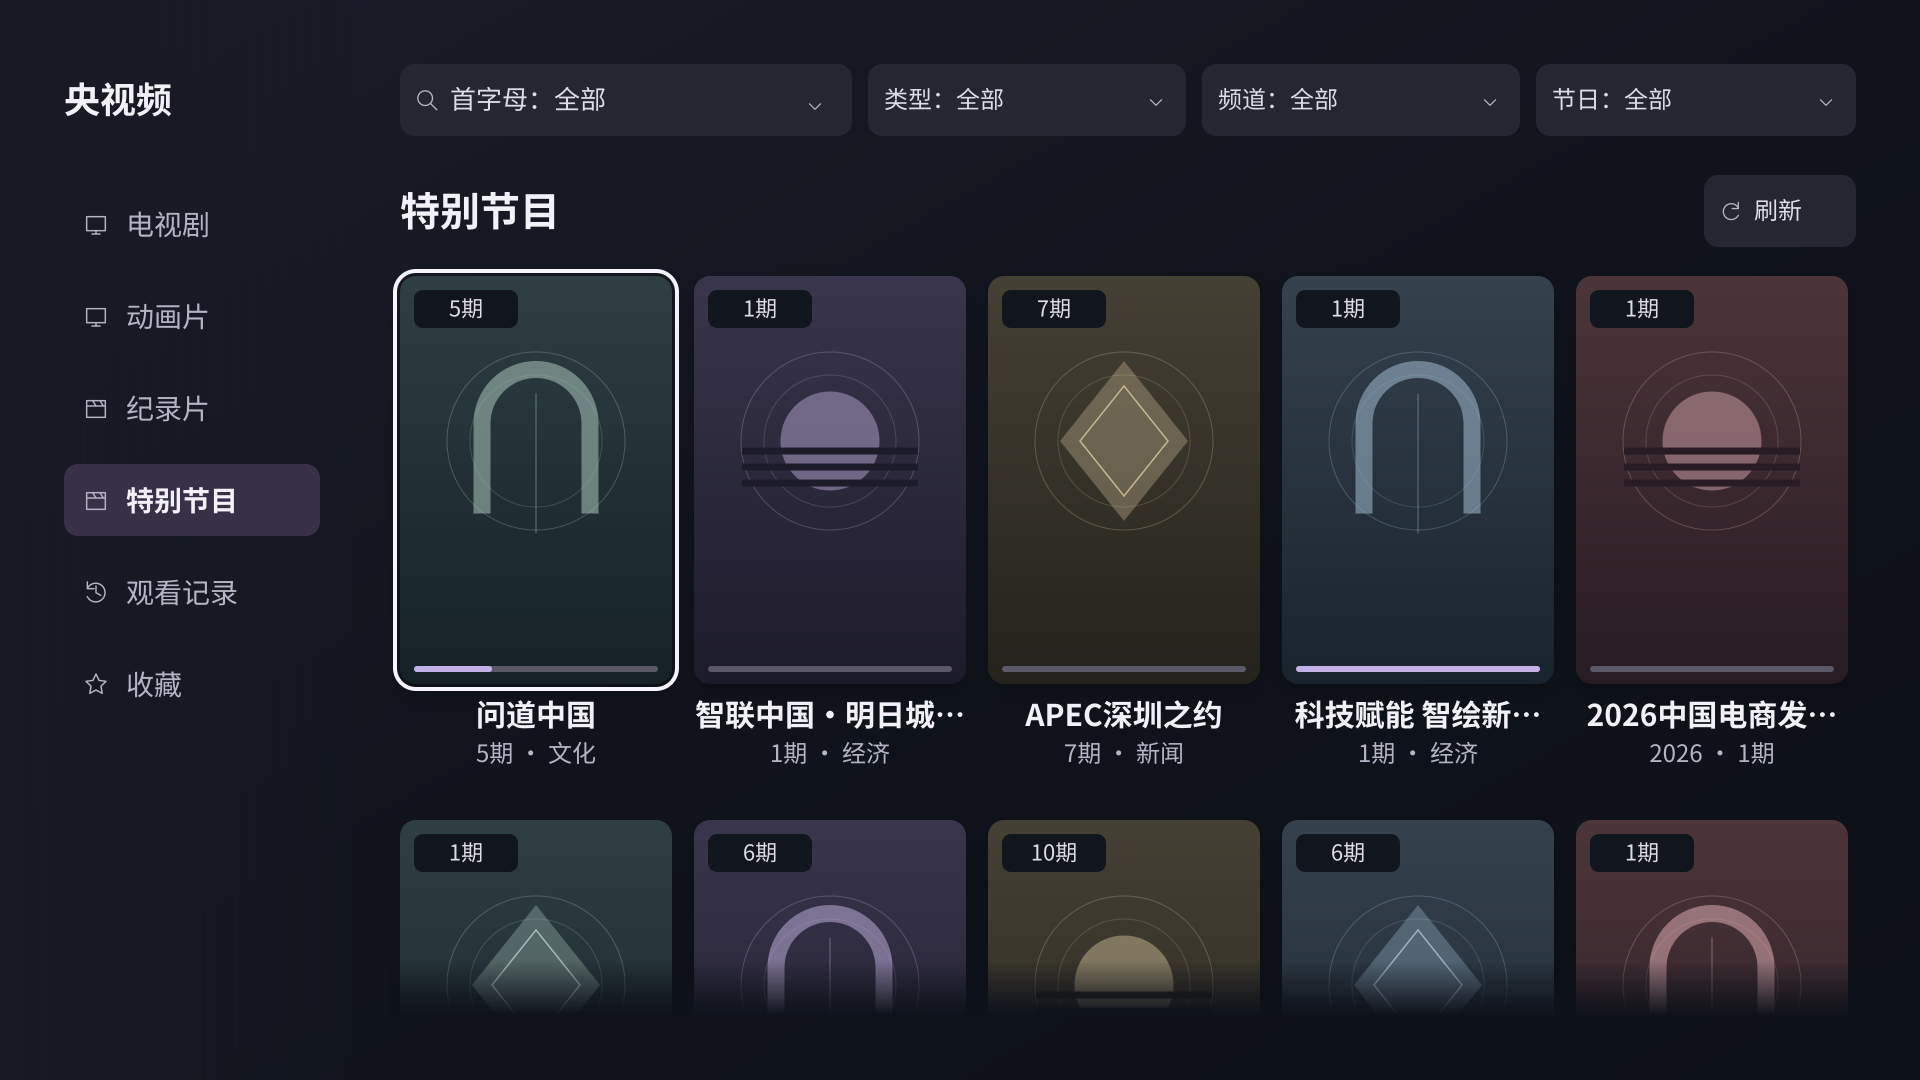 央视频
首字母：全部
类型：全部
频道：全部
节日：全部
电视剧
动画片
纪录片
特别节目
观看记录
收藏
特别节目
刷新
5期
1期
7期
1期
1期
问道中国
智联中国·明日城…
APEC深圳之约
科技赋能 智绘新…
2026中国电商发…
5期 · 文化
1期 · 经济
7期 · 新闻
1期 · 经济
2026 · 1期
1期
6期
10期
6期
1期